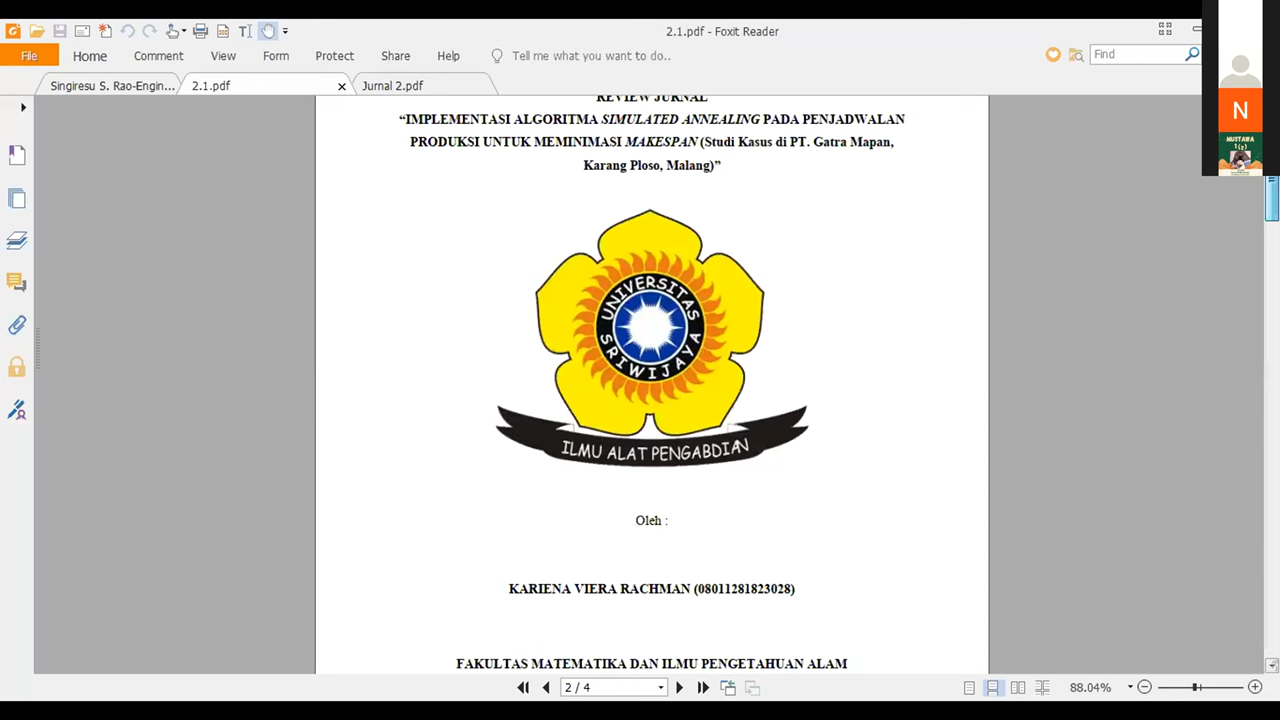 2.1.pdf - Foxit Reader
File Home Comment View Form Protect Share Help Tell me what you want to do.. Find
Singiresu S. Rao-Engin... 2.1.pdf Jurnal 2.pdf
REVIEW JURNAL
“IMPLEMENTASI ALGORITMA SIMULATED ANNEALING PADA PENJADWALAN
PRODUKSI UNTUK MEMINIMASI MAKESPAN (Studi Kasus di PT. Gatra Mapan,
Karang Ploso, Malang)”
N
MUSTAWA
1(2)
UNIVERSITAS
SRIWIJAYA
ILMU ALAT PENGABDIAN
Oleh :
KARIENA VIERA RACHMAN (08011281823028)
FAKULTAS MATEMATIKA DAN ILMU PENGETAHUAN ALAM
2 / 4 88.04%